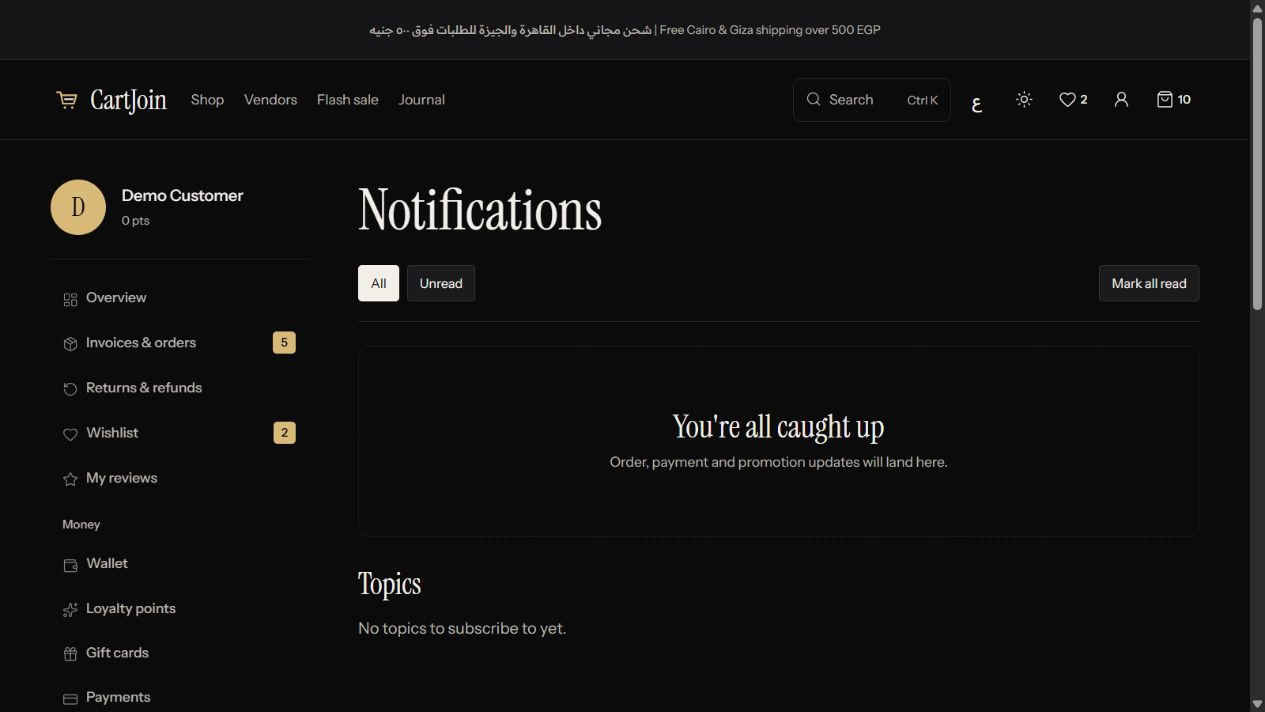 شحن مجاني داخل القاهرة والجيزة للطلبات فوق ٥٠٠ جنيه | Free Cairo & Giza shipping over 500 EGP
CartJoin
Shop
Vendors
Flash sale
Journal
Search
Ctrl K
ع
2
10
D
Demo Customer
0 pts
Overview
Invoices & orders
5
Returns & refunds
Wishlist
2
My reviews
Money
Wallet
Loyalty points
Gift cards
Payments
Notifications
All
Unread
Mark all read
You're all caught up
Order, payment and promotion updates will land here.
Topics
No topics to subscribe to yet.